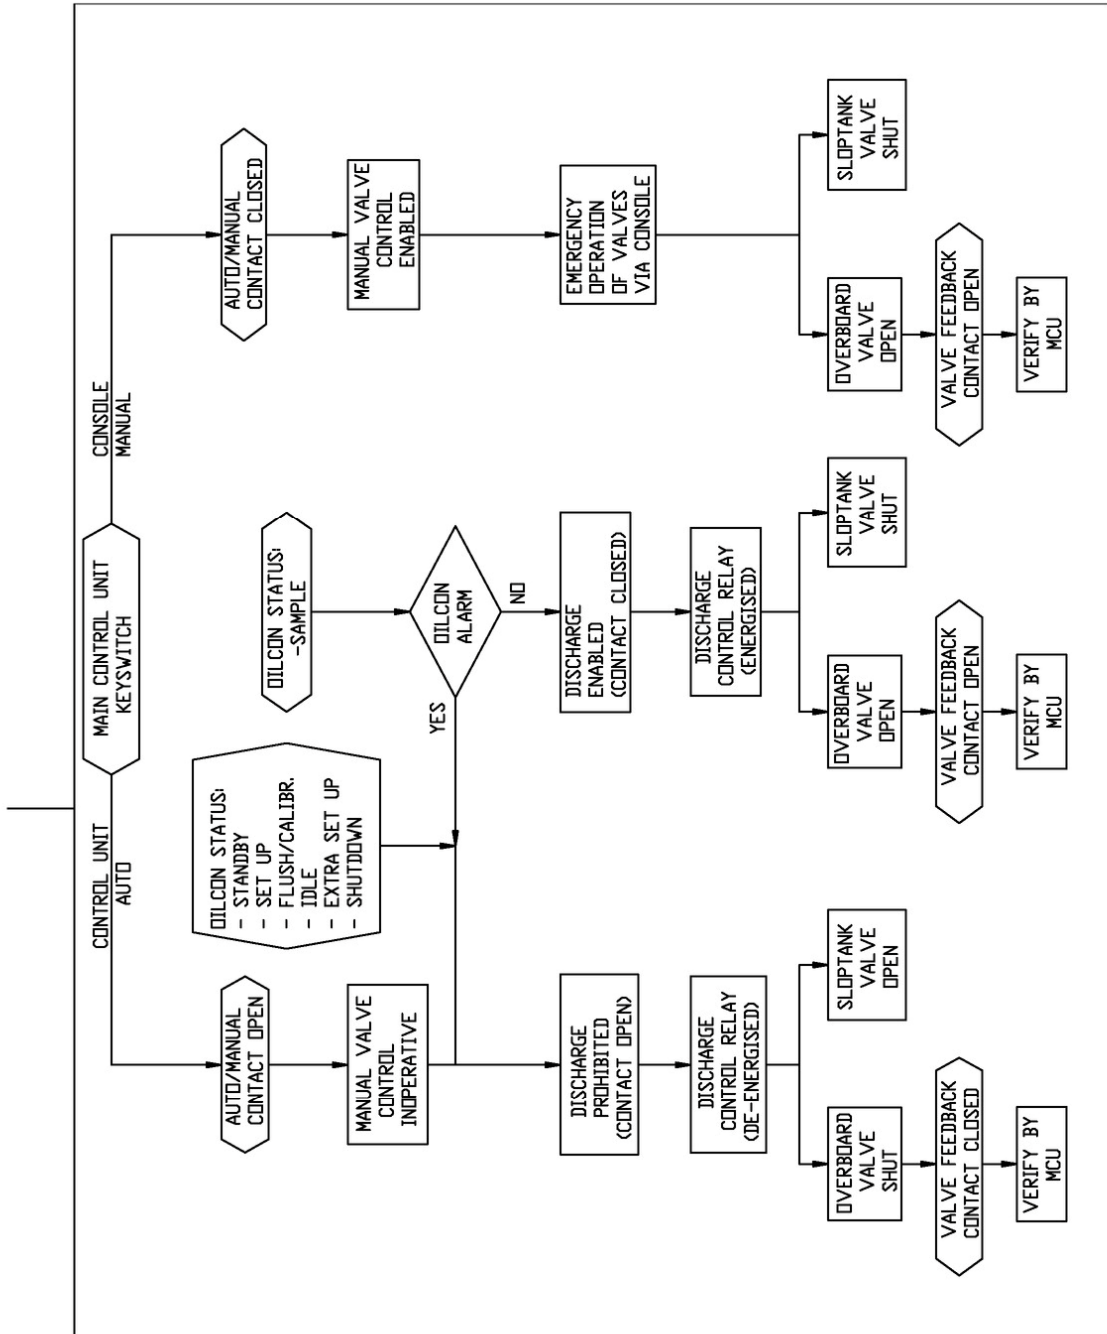 MAIN CONTROL UNIT
KEYSWITCH
CONTROL UNIT
AUTO
CONSOLE
MANUAL
AUTO/MANUAL
CONTACT OPEN
MANUAL VALVE
CONTROL
INOPERATIVE
OILCON STATUS:
- STANDBY
- SET UP
- FLUSH/CALIBR.
- IDLE
- EXTRA SET UP
- SHUTDOWN
OILCON STATUS:
-SAMPLE
OILCON
ALARM
YES
NO
AUTO/MANUAL
CONTACT CLOSED
MANUAL VALVE
CONTROL
ENABLED
DISCHARGE
PROHIBITED
(CONTACT OPEN)
DISCHARGE
ENABLED
(CONTACT CLOSED)
EMERGENCY
OPERATION
OF VALVES
VIA CONSOLE
DISCHARGE
CONTROL RELAY
(DE-ENERGISED)
DISCHARGE
CONTROL RELAY
(ENERGISED)
OVERBOARD
VALVE
SHUT
SLOPTANK
VALVE
OPEN
OVERBOARD
VALVE
OPEN
SLOPTANK
VALVE
SHUT
OVERBOARD
VALVE
OPEN
SLOPTANK
VALVE
SHUT
VALVE FEEDBACK
CONTACT CLOSED
VALVE FEEDBACK
CONTACT OPEN
VALVE FEEDBACK
CONTACT OPEN
VERIFY BY
MCU
VERIFY BY
MCU
VERIFY BY
MCU